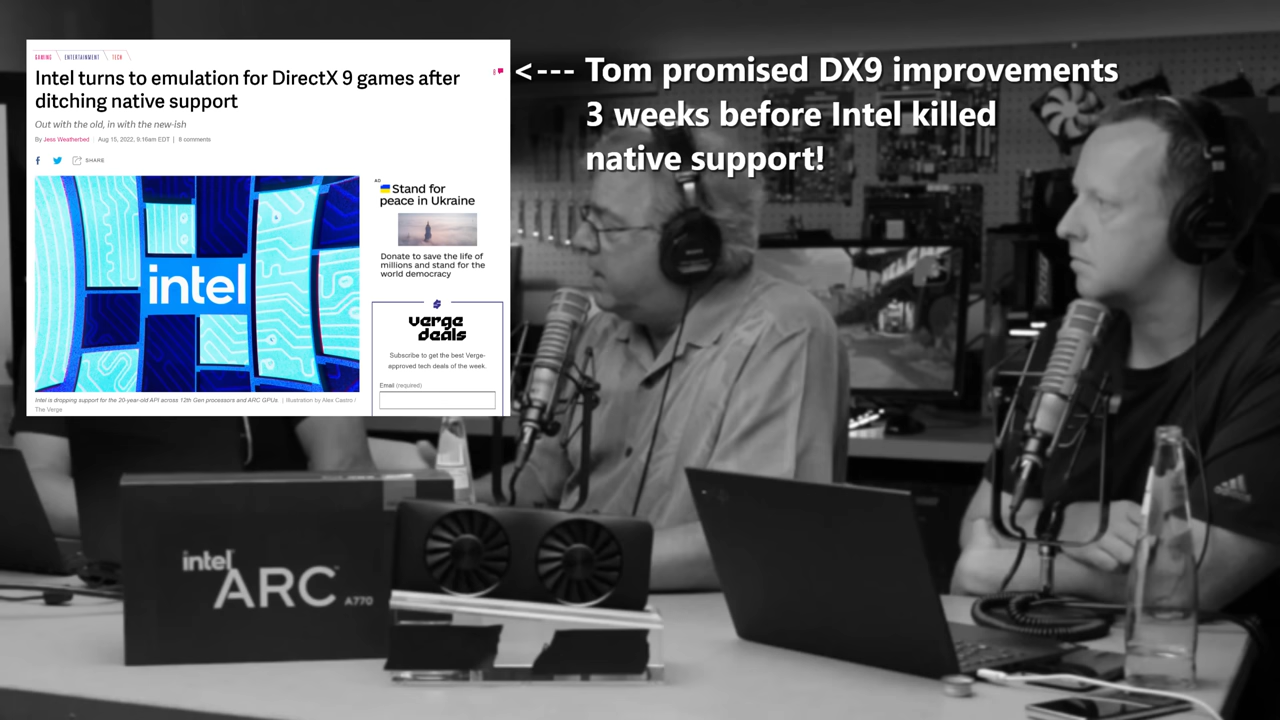 GAMING ENTERTAINMENT TECH
Intel turns to emulation for DirectX 9 games after
ditching native support
Out with the old, in with the new-ish
By Jess Weatherbed | Aug 15, 2022, 9:16am EDT | 8 comments
SHARE
intel
Intel is dropping support for the 20-year-old API across 12th Gen processors and ARC GPUs. | Illustration by Alex Castro /
The Verge
AD
Stand for
peace in Ukraine
Donate to save the life of
millions and stand for the
world democracy
verge
deals
Subscribe to get the best Verge-
approved tech deals of the week.
Email (required)
<--- Tom promised DX9 improvements
3 weeks before Intel killed
native support!
intel
ARC
A770
adidas